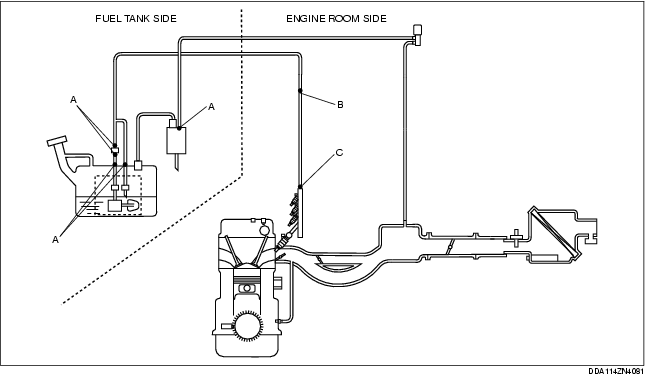 FUEL TANK SIDE
ENGINE ROOM SIDE
A
A
B
C
A
DDA114ZN4081